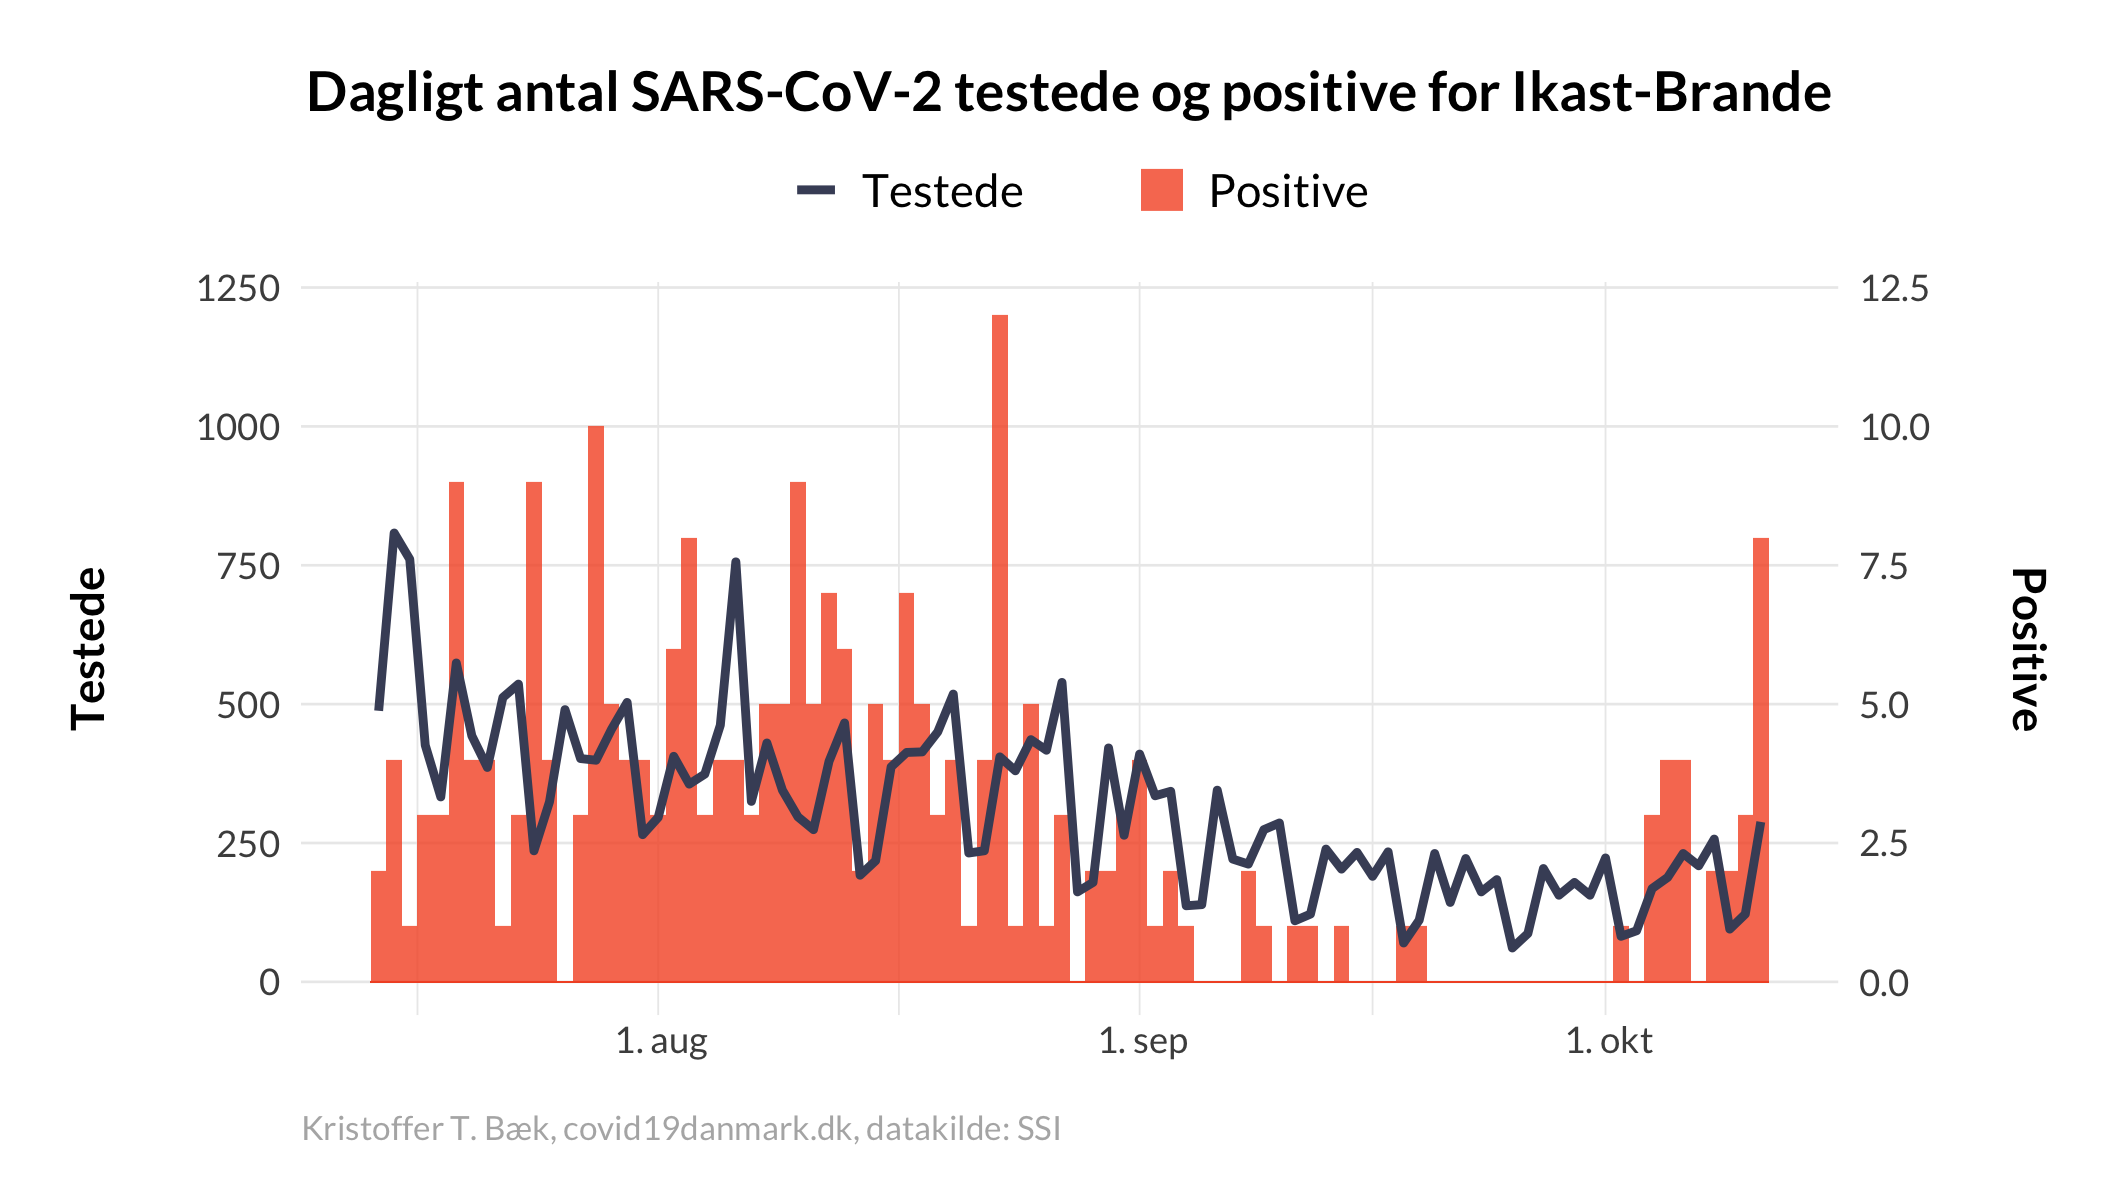 Dagligt antal SARS-CoV-2 testede og positive for Ikast-Brande
Testede Positive
1250 12.5
1000 10.0
750 7.5
500 5.0
250 2.5
0 0.0
Testede
Positive
1. aug 1. sep 1. okt
Kristoffer T. Bæk, covid19danmark.dk, datakilde: SSI